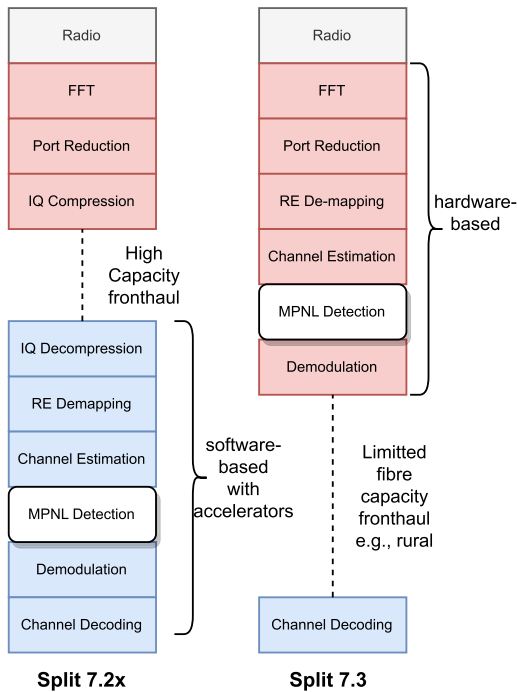 Radio
FFT
Port Reduction
IQ Compression
High
Capacity
fronthaul
IQ Decompression
RE Demapping
Channel Estimation
MPNL Detection
Demodulation
Channel Decoding
software-
based
with
accelerators
Split 7.2x
Radio
FFT
Port Reduction
RE De-mapping
Channel Estimation
MPNL Detection
Demodulation
hardware-
based
Limitted
fibre
capacity
fronthaul
e.g., rural
Channel Decoding
Split 7.3